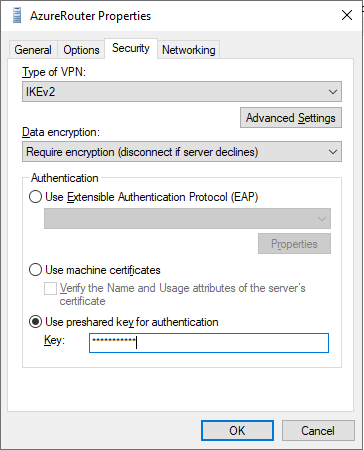 AzureRouter Properties
General Options Security Networking
Type of VPN:
IKEv2
Advanced Settings
Data encryption:
Require encryption (disconnect if server declines)
Authentication
Use Extensible Authentication Protocol (EAP)
Properties
Use machine certificates
Verify the Name and Usage attributes of the server's
certificate
Use preshared key for authentication
Key: ***********
OK Cancel